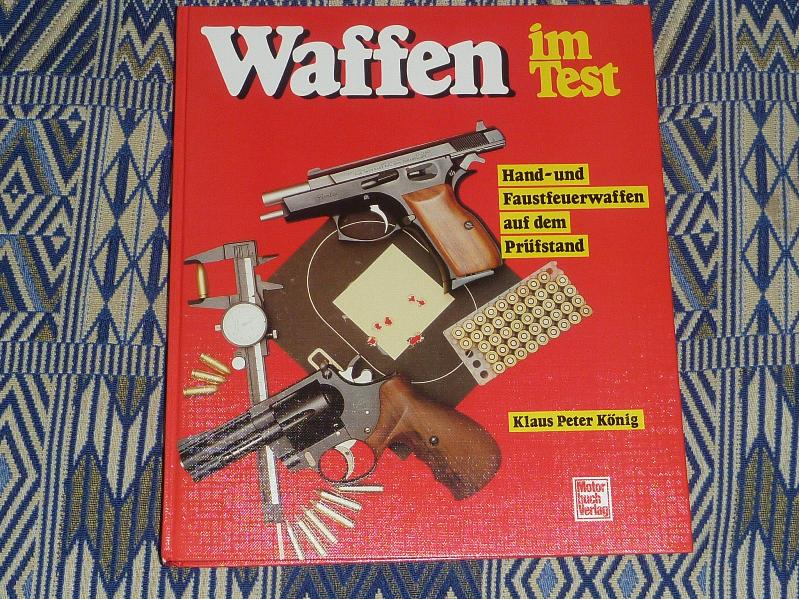 Waffen
im
Test
Hand-und
Faustfeuerwaffen
auf dem
Prüfstand
Klaus Peter König
Motor
buch
Verlag